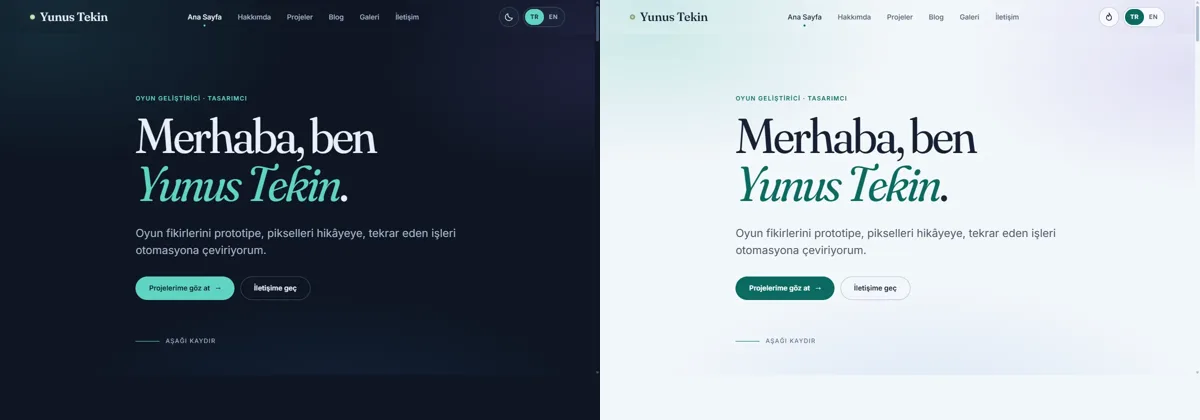 Yunus Tekin Ana Sayfa Hakkımda Projeler Blog Galeri İletişim TR EN
OYUN GELİŞTİRİCİ · TASARIMCI
Merhaba, ben
Yunus Tekin.
Oyun fikirlerini prototipe, pikselleri hikâyeye, tekrar eden işleri
otomasyona çeviriyorum.
Projelerime göz at → İletişime geç
AŞAĞI KAYDIR
Yunus Tekin Ana Sayfa Hakkımda Projeler Blog Galeri İletişim TR EN
OYUN GELİŞTİRİCİ · TASARIMCI
Merhaba, ben
Yunus Tekin.
Oyun fikirlerini prototipe, pikselleri hikâyeye, tekrar eden işleri
otomasyona çeviriyorum.
Projelerime göz at → İletişime geç
AŞAĞI KAYDIR